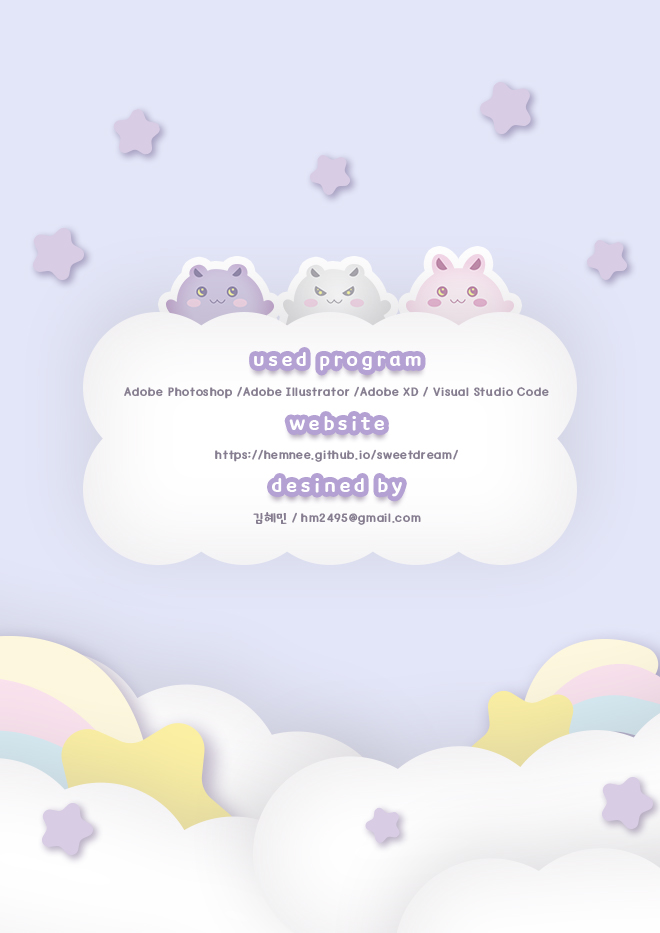 used program
Adobe Photoshop /Adobe Illustrator /Adobe XD / Visual Studio Code
website
https://hemnee.github.io/sweetdream/
desined by
김혜민 / hm2495@gmail.com